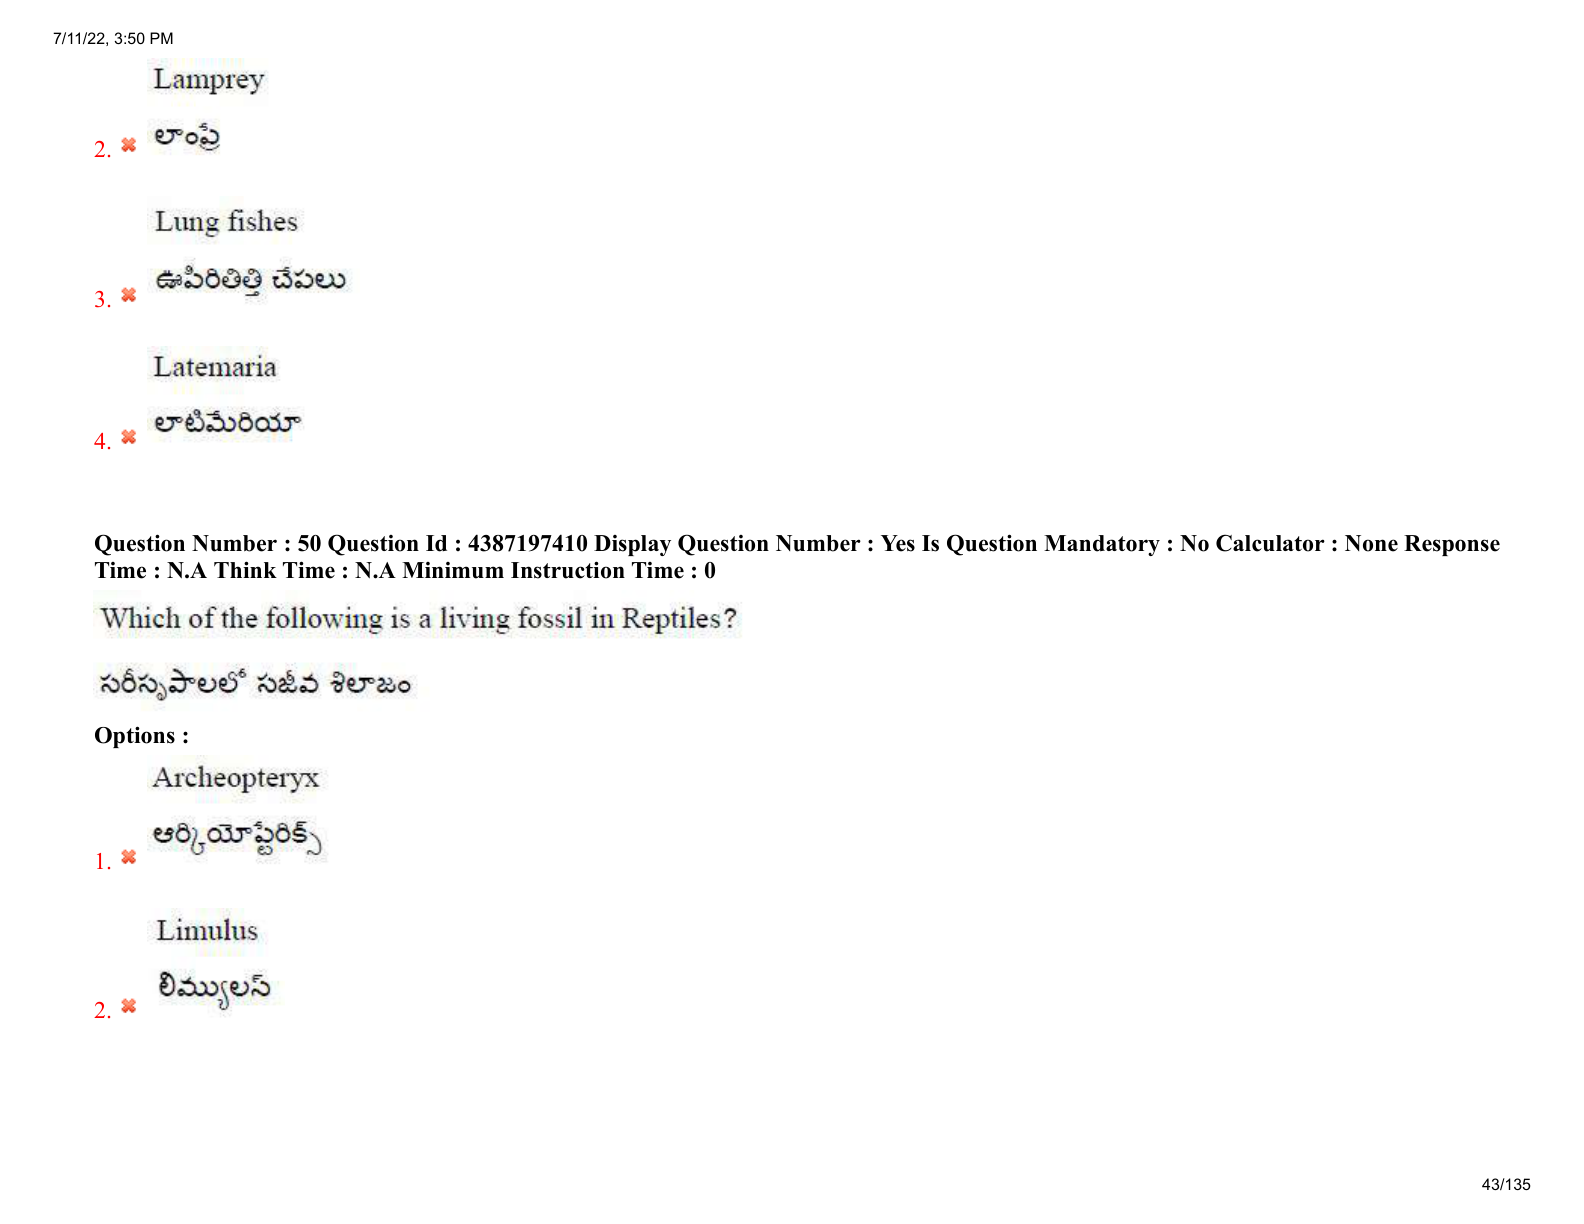 7/11/22, 3:50 PM
Lamprey
లాంప్రే
2.
Lung fishes
ఊపిరితిత్తి చేపలు
3.
Latemaria
లాటిమేరియా
4.
Question Number : 50 Question Id : 4387197410 Display Question Number : Yes Is Question Mandatory : No Calculator : None Response
Time : N.A Think Time : N.A Minimum Instruction Time : 0
Which of the following is a living fossil in Reptiles?
సరీసృపాలలో సజీవ శిలాజం
Options :
Archeopteryx
ఆర్కియోప్టేరిక్స్
1.
Limulus
లిమ్యులస్
2.
43/135